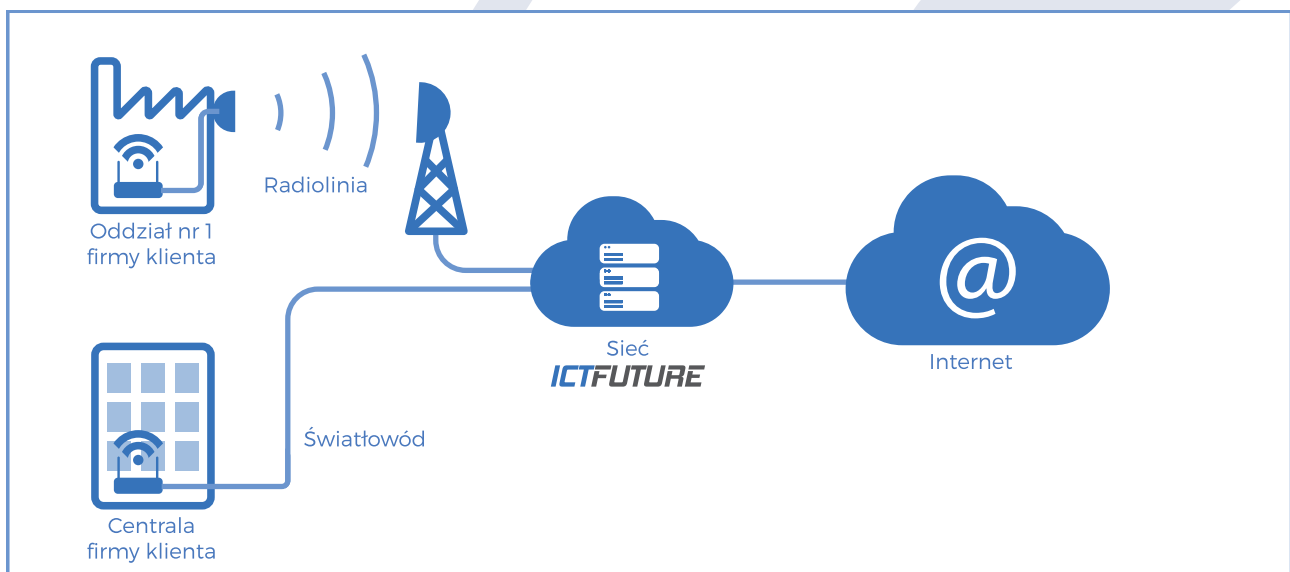 Radiolinia
Oddział nr 1
firmy klienta
@
Sieć
ICTFUTURE
Internet
Światłowód
Centrala
firmy klienta